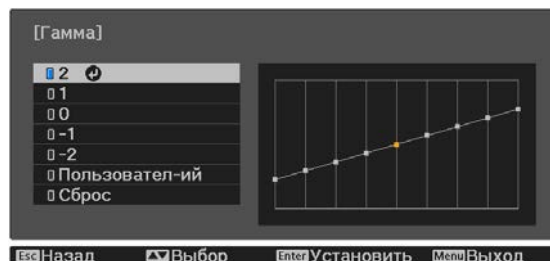 [Гамма]
2
1
0
-1
-2
Пользовател-ий
Сброс
Esc Назад Выбор Enter Установить Menu Выход